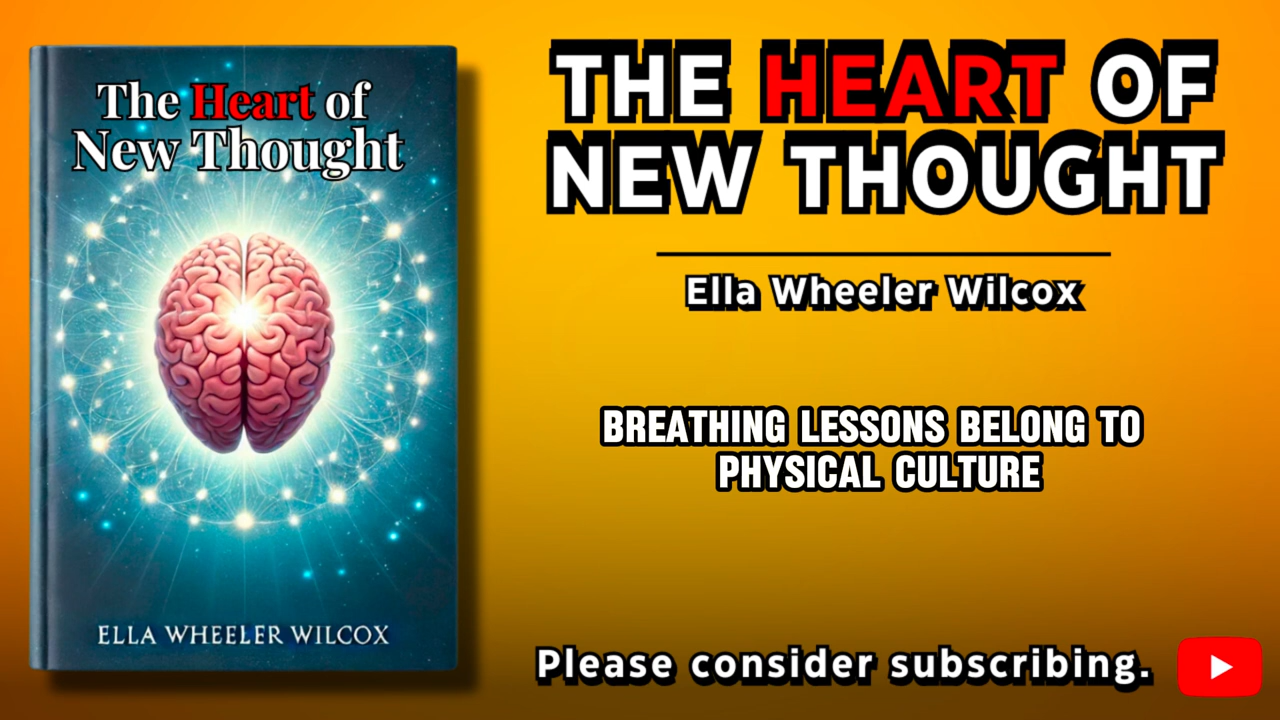 The Heart of
New Thought
ELLA WHEELER WILCOX
THE HEART OF
NEW THOUGHT
Ella Wheeler Wilcox
BREATHING LESSONS BELONG TO
PHYSICAL CULTURE
Please consider subscribing.